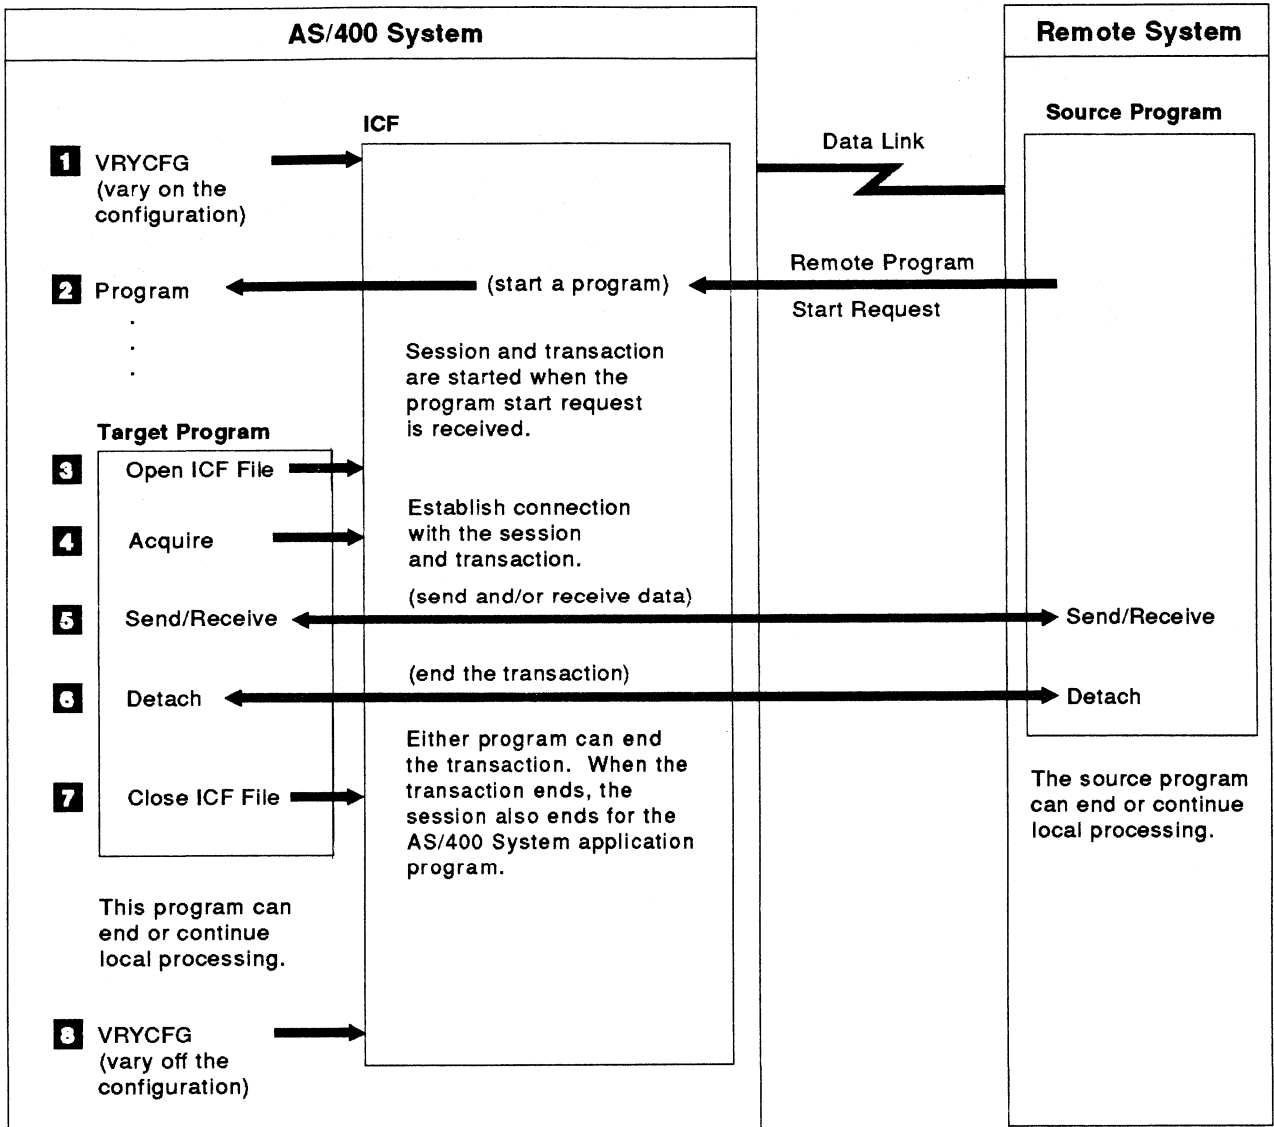 AS/400 System
Remote System
ICF
Source Program
Data Link
1 VRYCFG
(vary on the
configuration)
Remote Program
2 Program
(start a program)
Start Request
.
.
.
Session and transaction
are started when the
program start request
is received.
Target Program
3 Open ICF File
4 Acquire
Establish connection
with the session
and transaction.
(send and/or receive data)
5 Send/Receive
Send/Receive
(end the transaction)
6 Detach
Detach
Either program can end
the transaction. When the
transaction ends, the
session also ends for the
AS/400 System application
program.
7 Close ICF File
The source program
can end or continue
local processing.
This program can
end or continue
local processing.
8 VRYCFG
(vary off the
configuration)